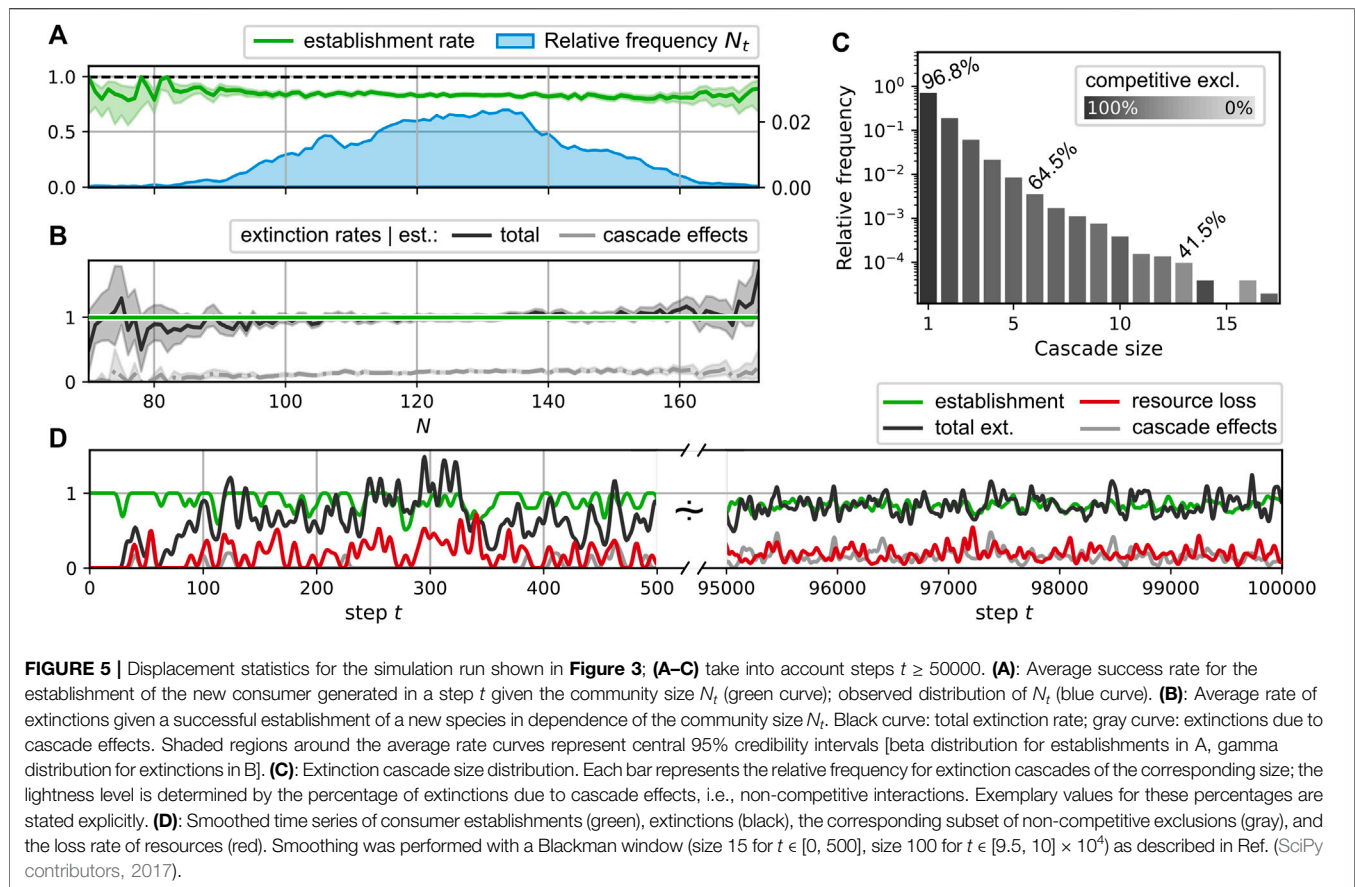 A
establishment rate Relative frequency N_t
1.0
0.5
0.0
0.02
0.00
B
extinction rates | est.: total cascade effects
1
0
80 100 120 140 160
N
C
competitive excl.
100% 0%
96.8%
64.5%
41.5%
Relative frequency
10^0
10^−1
10^−2
10^−3
10^−4
1 5 10 15
Cascade size
D
establishment resource loss
total ext. cascade effects
1
0
0 100 200 300 400 500
95000 96000 97000 98000 99000 100000
step t step t
FIGURE 5 | Displacement statistics for the simulation run shown in Figure 3; (A–C) take into account steps t ≥ 50000. (A): Average success rate for the
establishment of the new consumer generated in a step t given the community size N_t (green curve); observed distribution of N_t (blue curve). (B): Average rate of
extinctions given a successful establishment of a new species in dependence of the community size N_t. Black curve: total extinction rate; gray curve: extinctions due to
cascade effects. Shaded regions around the average rate curves represent central 95% credibility intervals [beta distribution for establishments in A, gamma
distribution for extinctions in B]. (C): Extinction cascade size distribution. Each bar represents the relative frequency for extinction cascades of the corresponding size; the
lightness level is determined by the percentage of extinctions due to cascade effects, i.e., non-competitive interactions. Exemplary values for these percentages are
stated explicitly. (D): Smoothed time series of consumer establishments (green), extinctions (black), the corresponding subset of non-competitive exclusions (gray), and
the loss rate of resources (red). Smoothing was performed with a Blackman window (size 15 for t ∈ [0, 500], size 100 for t ∈ [9.5, 10] × 10^4) as described in Ref. (SciPy
contributors, 2017).